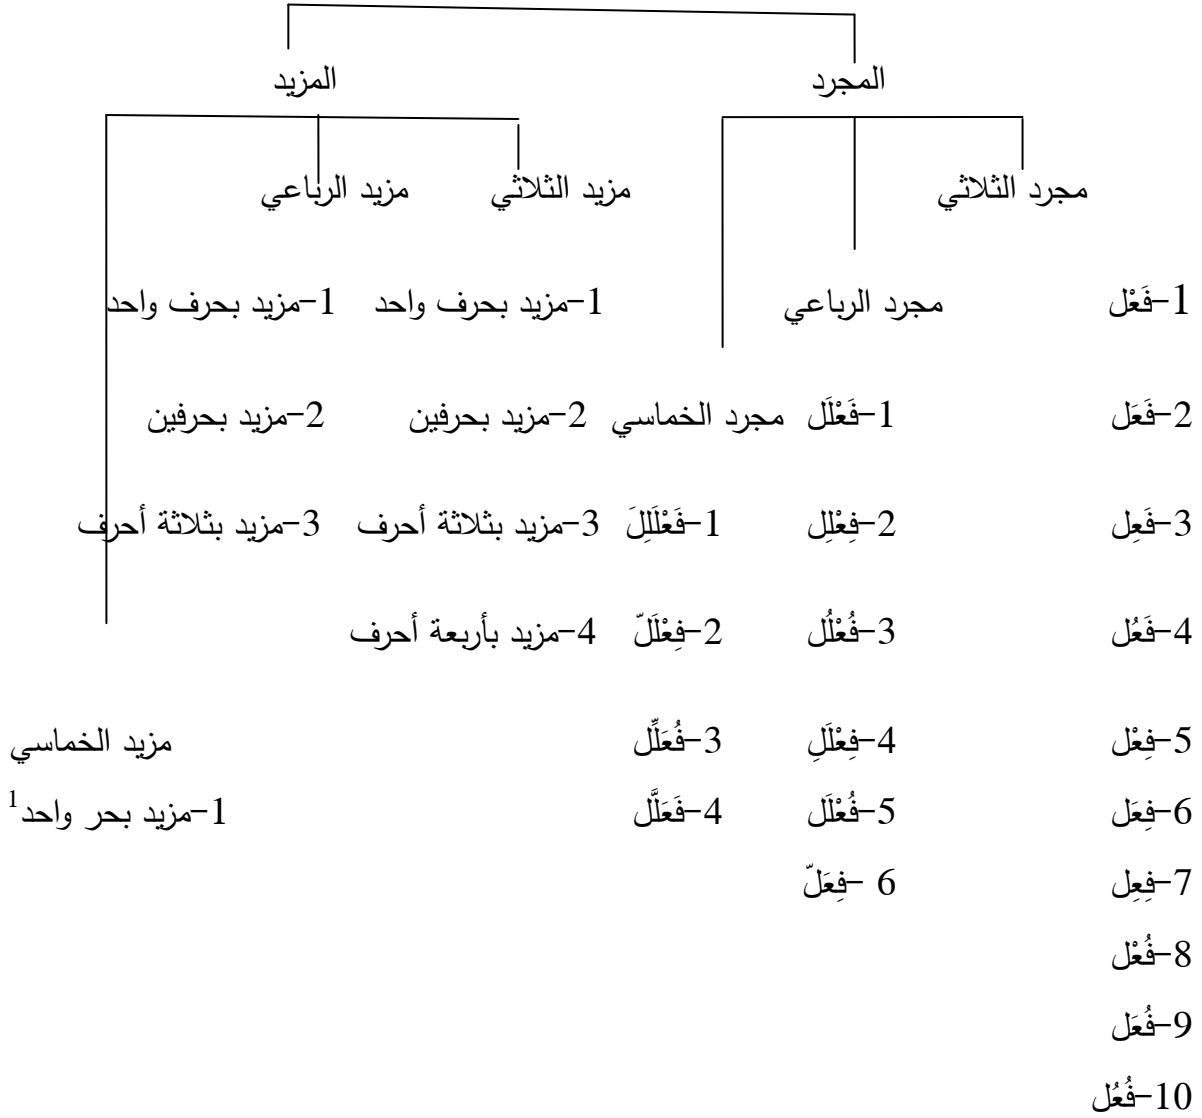 المجرد المزيد
مجرد الثلاثي مزيد الثلاثي مزيد الرباعي
1-فَعْل مجرد الرباعي 1-مزيد بحرف واحد 1-مزيد بحرف واحد
2-فَعَل 1-فَعْلَل مجرد الخماسي 2-مزيد بحرفين 2-مزيد بحرفين
3-فَعِل 2-فِعْلِل 1-فَعْلَلِلَ 3-مزيد بثلاثة أحرف 3-مزيد بثلاثة أحرف
4-فَعُل 3-فُعْلُل 2-فِعْلَلّ 4-مزيد بأربعة أحرف
5-فِعْل 4-فِعْلَلِ 3-فُعَلِّل مزيد الخماسي
6-فِعَل 5-فُعْلَل 4-فَعَلَّل 1-مزيد بحر واحد1
7-فِعِل 6 -فِعَلّ
8-فُعْل
9-فُعَل
10-فُعُل